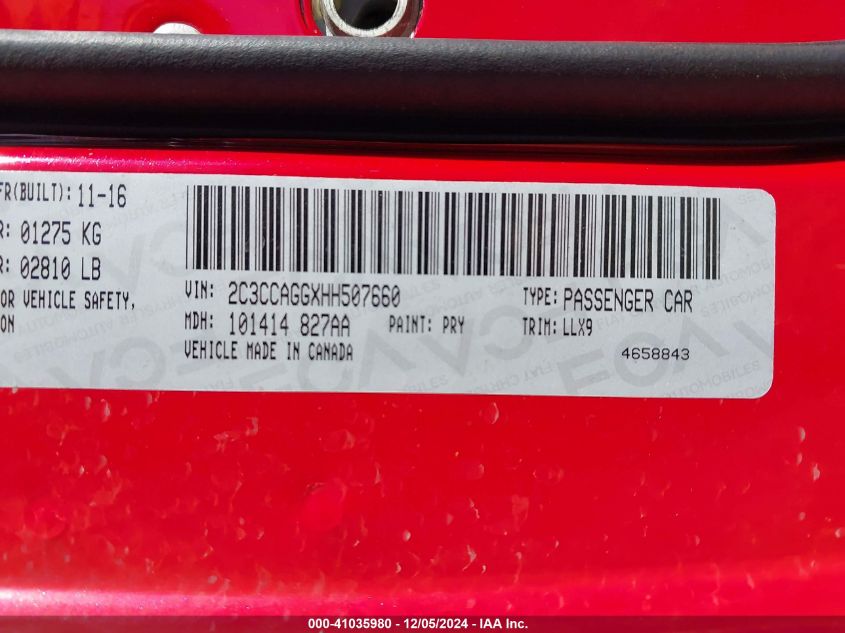 FR(BUILT): 11-16
R: 01275 KG
R: 02810 LB
OR VEHICLE SAFETY,
ON
VIN: 2C3CCAGGXHH507660
TYPE: PASSENGER CAR
MDH: 101414 827AA
PAINT: PRY
TRIM: LLX9
VEHICLE MADE IN CANADA
4658843
000-41035980 - 12/05/2024 - IAA Inc.